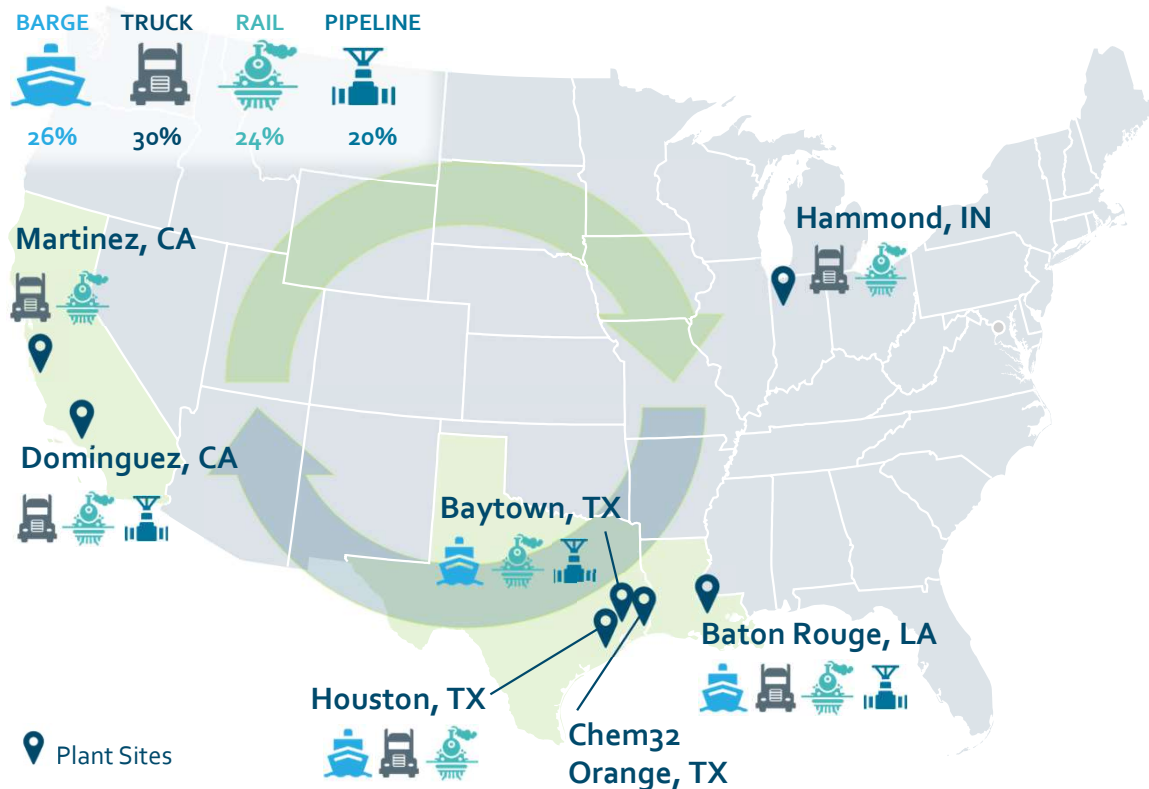 BARGE TRUCK RAIL PIPELINE
26% 30% 24% 20%
Martinez, CA
Hammond, IN
Dominguez, CA
Baytown, TX
Baton Rouge, LA
Houston, TX
Chem32
Orange, TX
Plant Sites